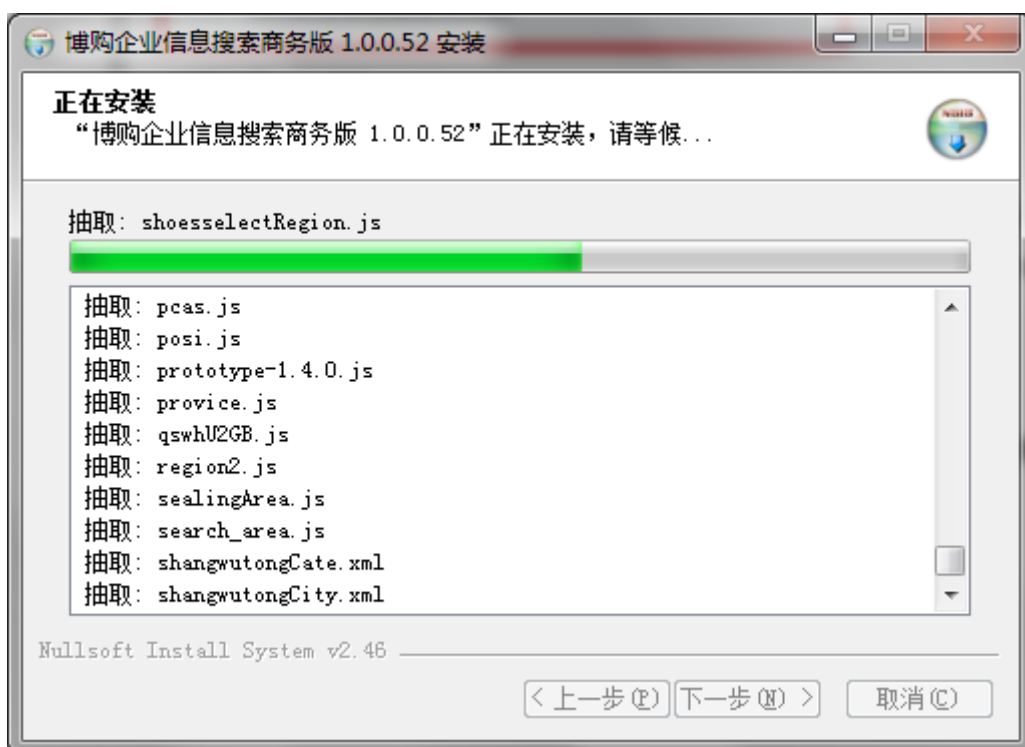 博购企业信息搜索商务版 1.0.0.52 安装
正在安装
“博购企业信息搜索商务版 1.0.0.52”正在安装，请等候...
抽取: shoesselectRegion.js
抽取: pcas.js
抽取: posi.js
抽取: prototype-1.4.0.js
抽取: provice.js
抽取: qswhU2GB.js
抽取: region2.js
抽取: sealingArea.js
抽取: search_area.js
抽取: shangwutongCate.xml
抽取: shangwutongCity.xml
Nullsoft Install System v2.46
< 上一步(P) 下一步(N) > 取消(C)